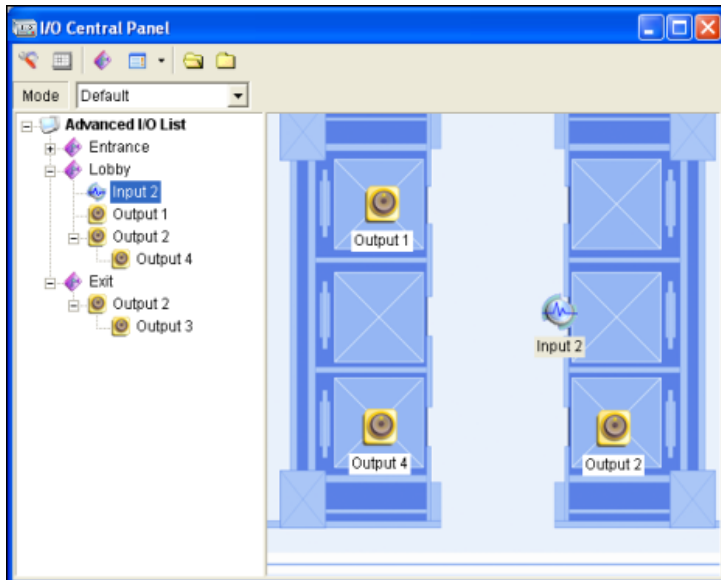 I/O Central Panel
Mode Default
Advanced I/O List
Entrance
Lobby
Input 2
Output 1
Output 2
Output 4
Exit
Output 2
Output 3
Output 1
Input 2
Output 4
Output 2